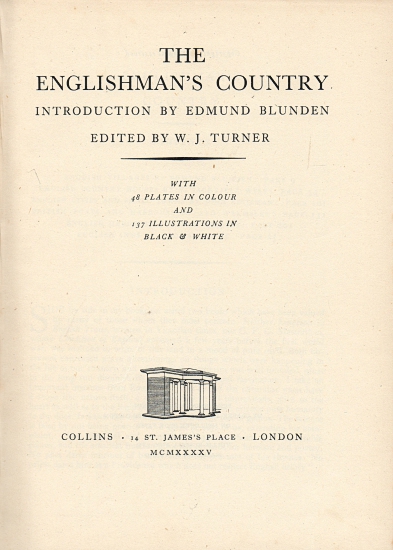 THE
ENGLISHMAN'S COUNTRY
INTRODUCTION BY EDMUND BLUNDEN
EDITED BY W. J. TURNER
WITH
48 PLATES IN COLOUR
AND
137 ILLUSTRATIONS IN
BLACK & WHITE
COLLINS · 14 ST. JAMES'S PLACE · LONDON
MCMXXXXV